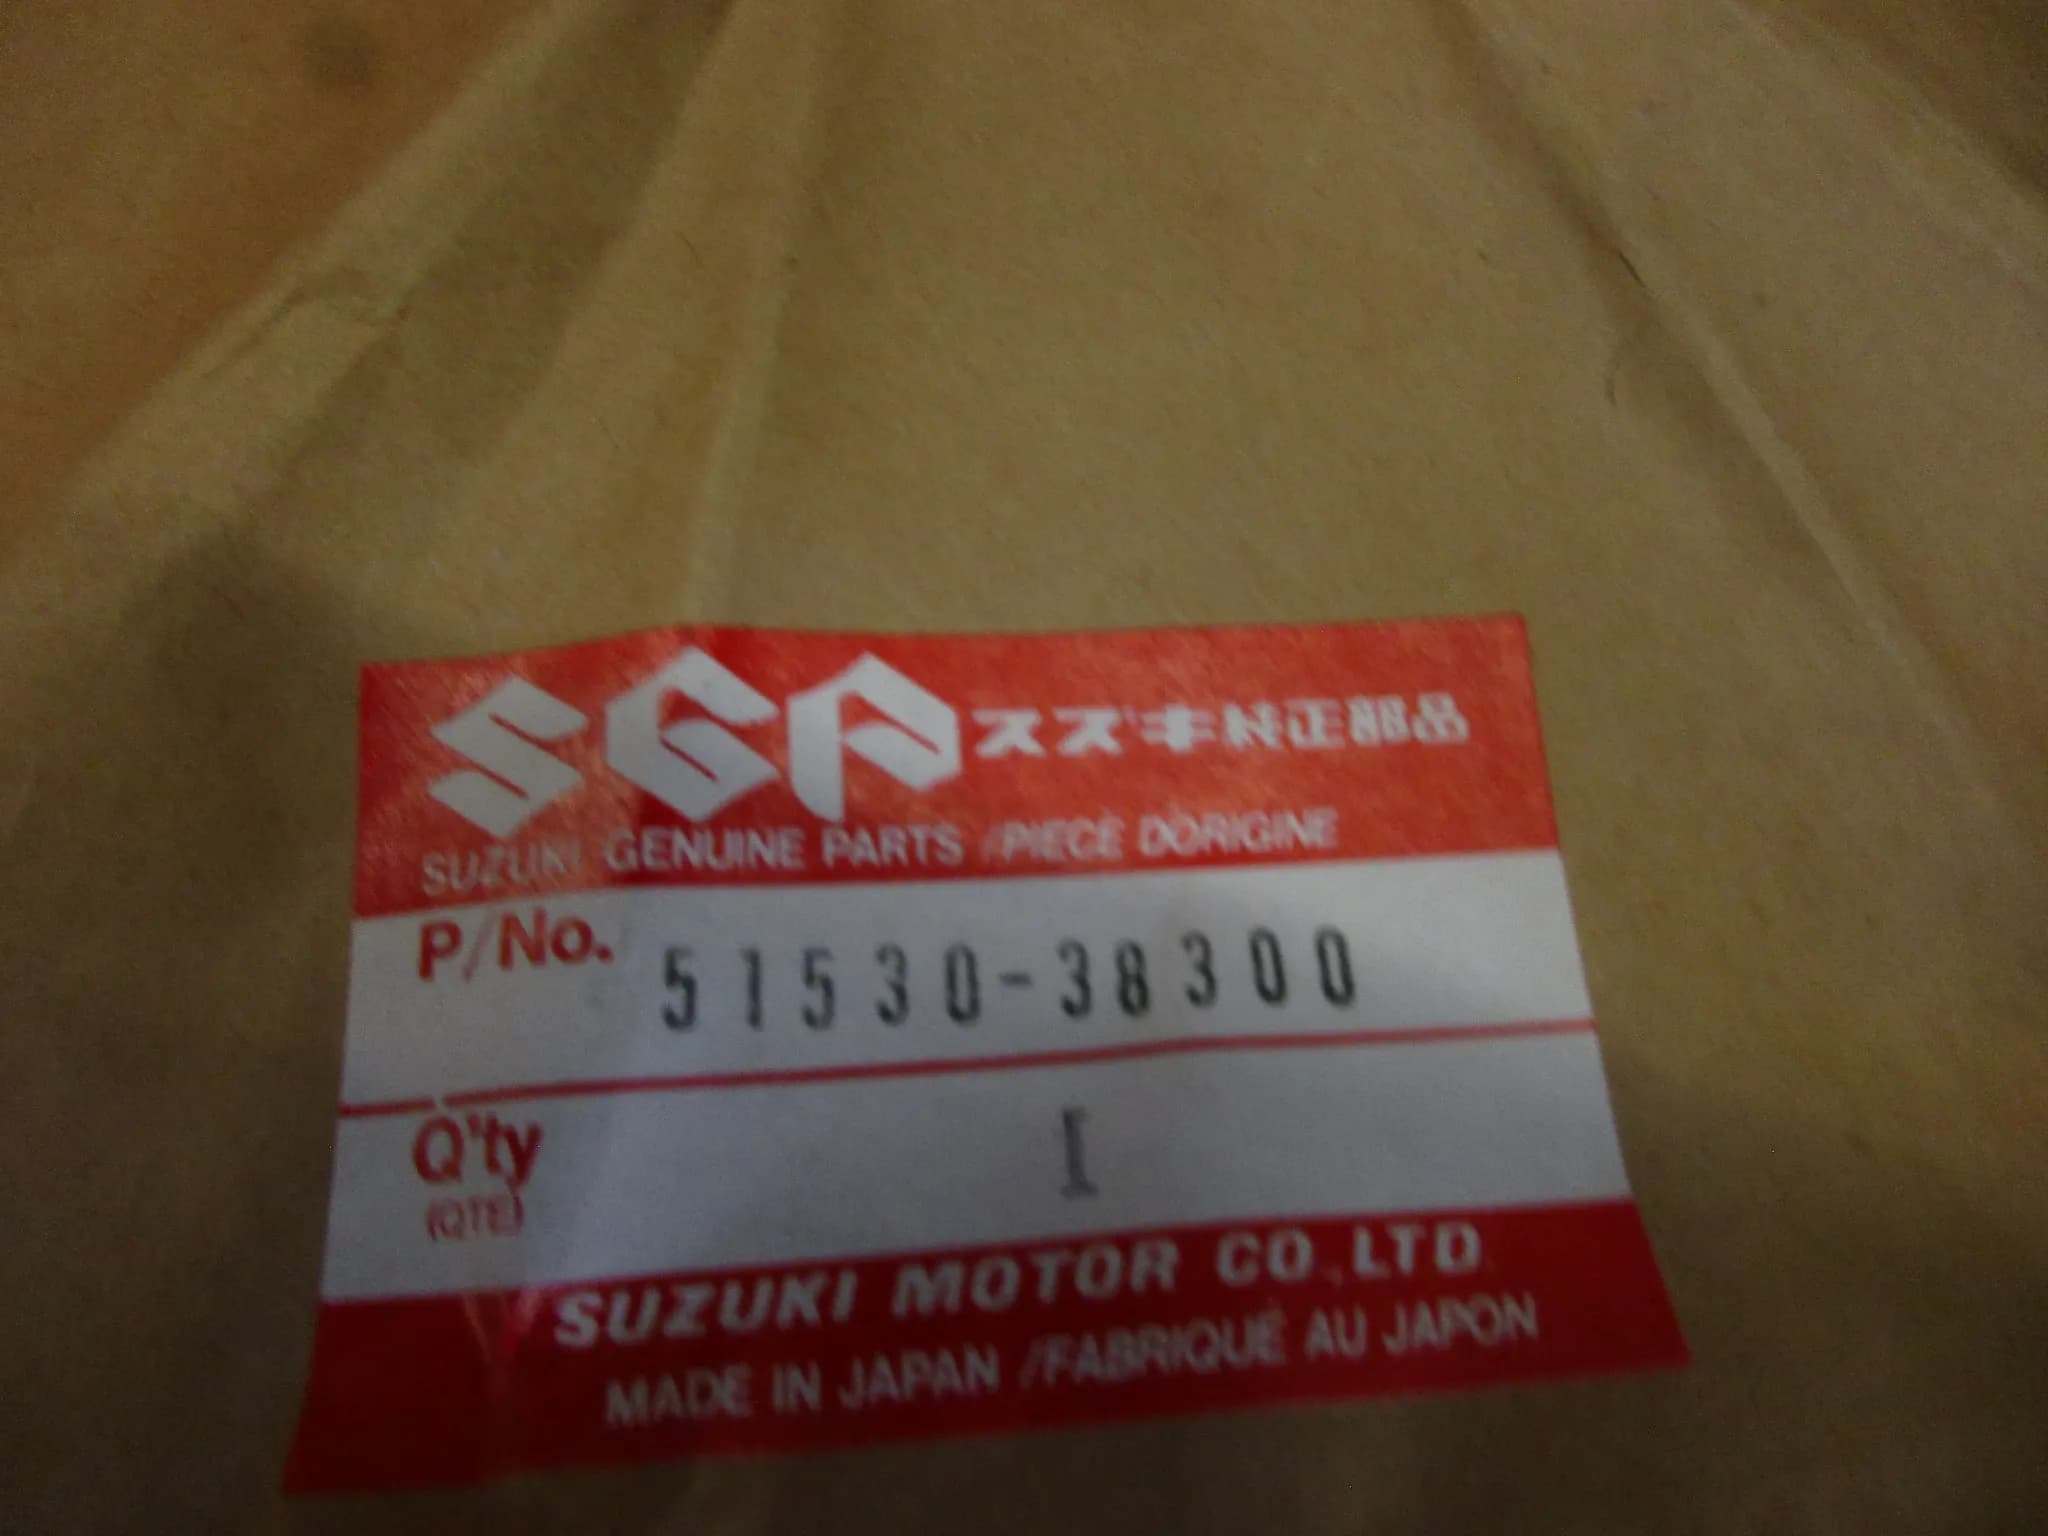 SGP スズキ純正部品
SUZUKI GENUINE PARTS /PIECE D'ORIGINE
P/No. 51530-38300
Q'ty 1
(QTE)
SUZUKI MOTOR CO.,LTD.
MADE IN JAPAN /FABRIQUÉ AU JAPON